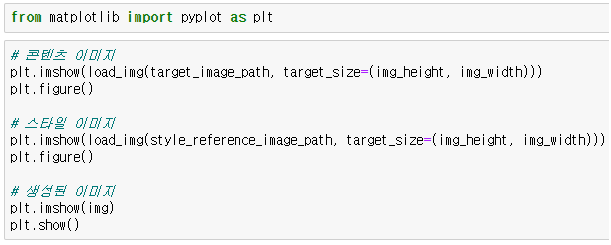 from matplotlib import pyplot as plt
# 콘텐츠 이미지
plt.imshow(load_img(target_image_path, target_size=(img_height, img_width)))
plt.figure()
# 스타일 이미지
plt.imshow(load_img(style_reference_image_path, target_size=(img_height, img_width)))
plt.figure()
# 생성된 이미지
plt.imshow(img)
plt.show()